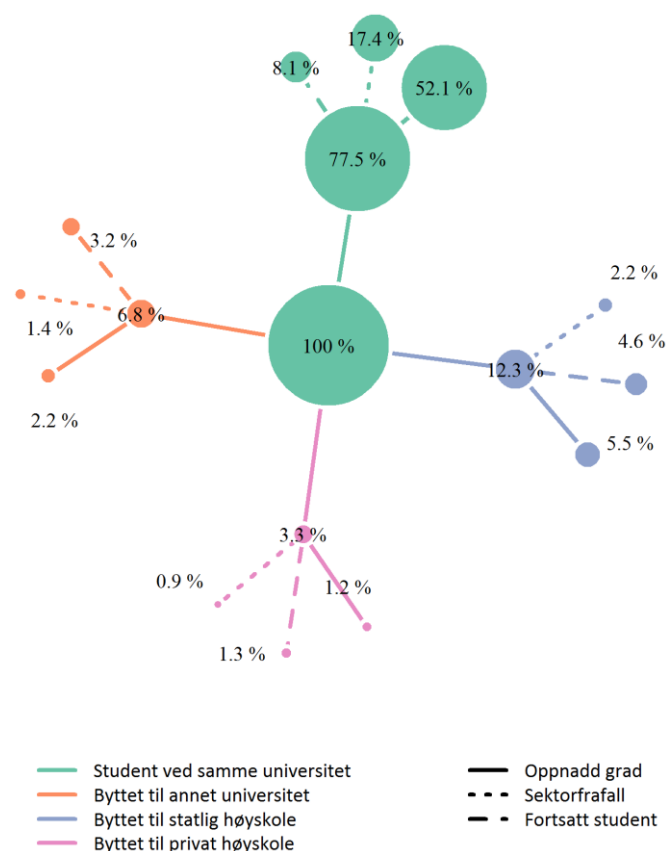 17.4 %
8.1 %
52.1 %
77.5 %
3.2 %
2.2 %
6.8 %
1.4 %
4.6 %
100 %
12.3 %
2.2 %
5.5 %
3.3 %
0.9 %
1.2 %
1.3 %
Student ved samme universitet
Byttet til annet universitet
Byttet til statlig høyskole
Byttet til privat høyskole
Oppnadd grad
Sektorfrafall
Fortsatt student